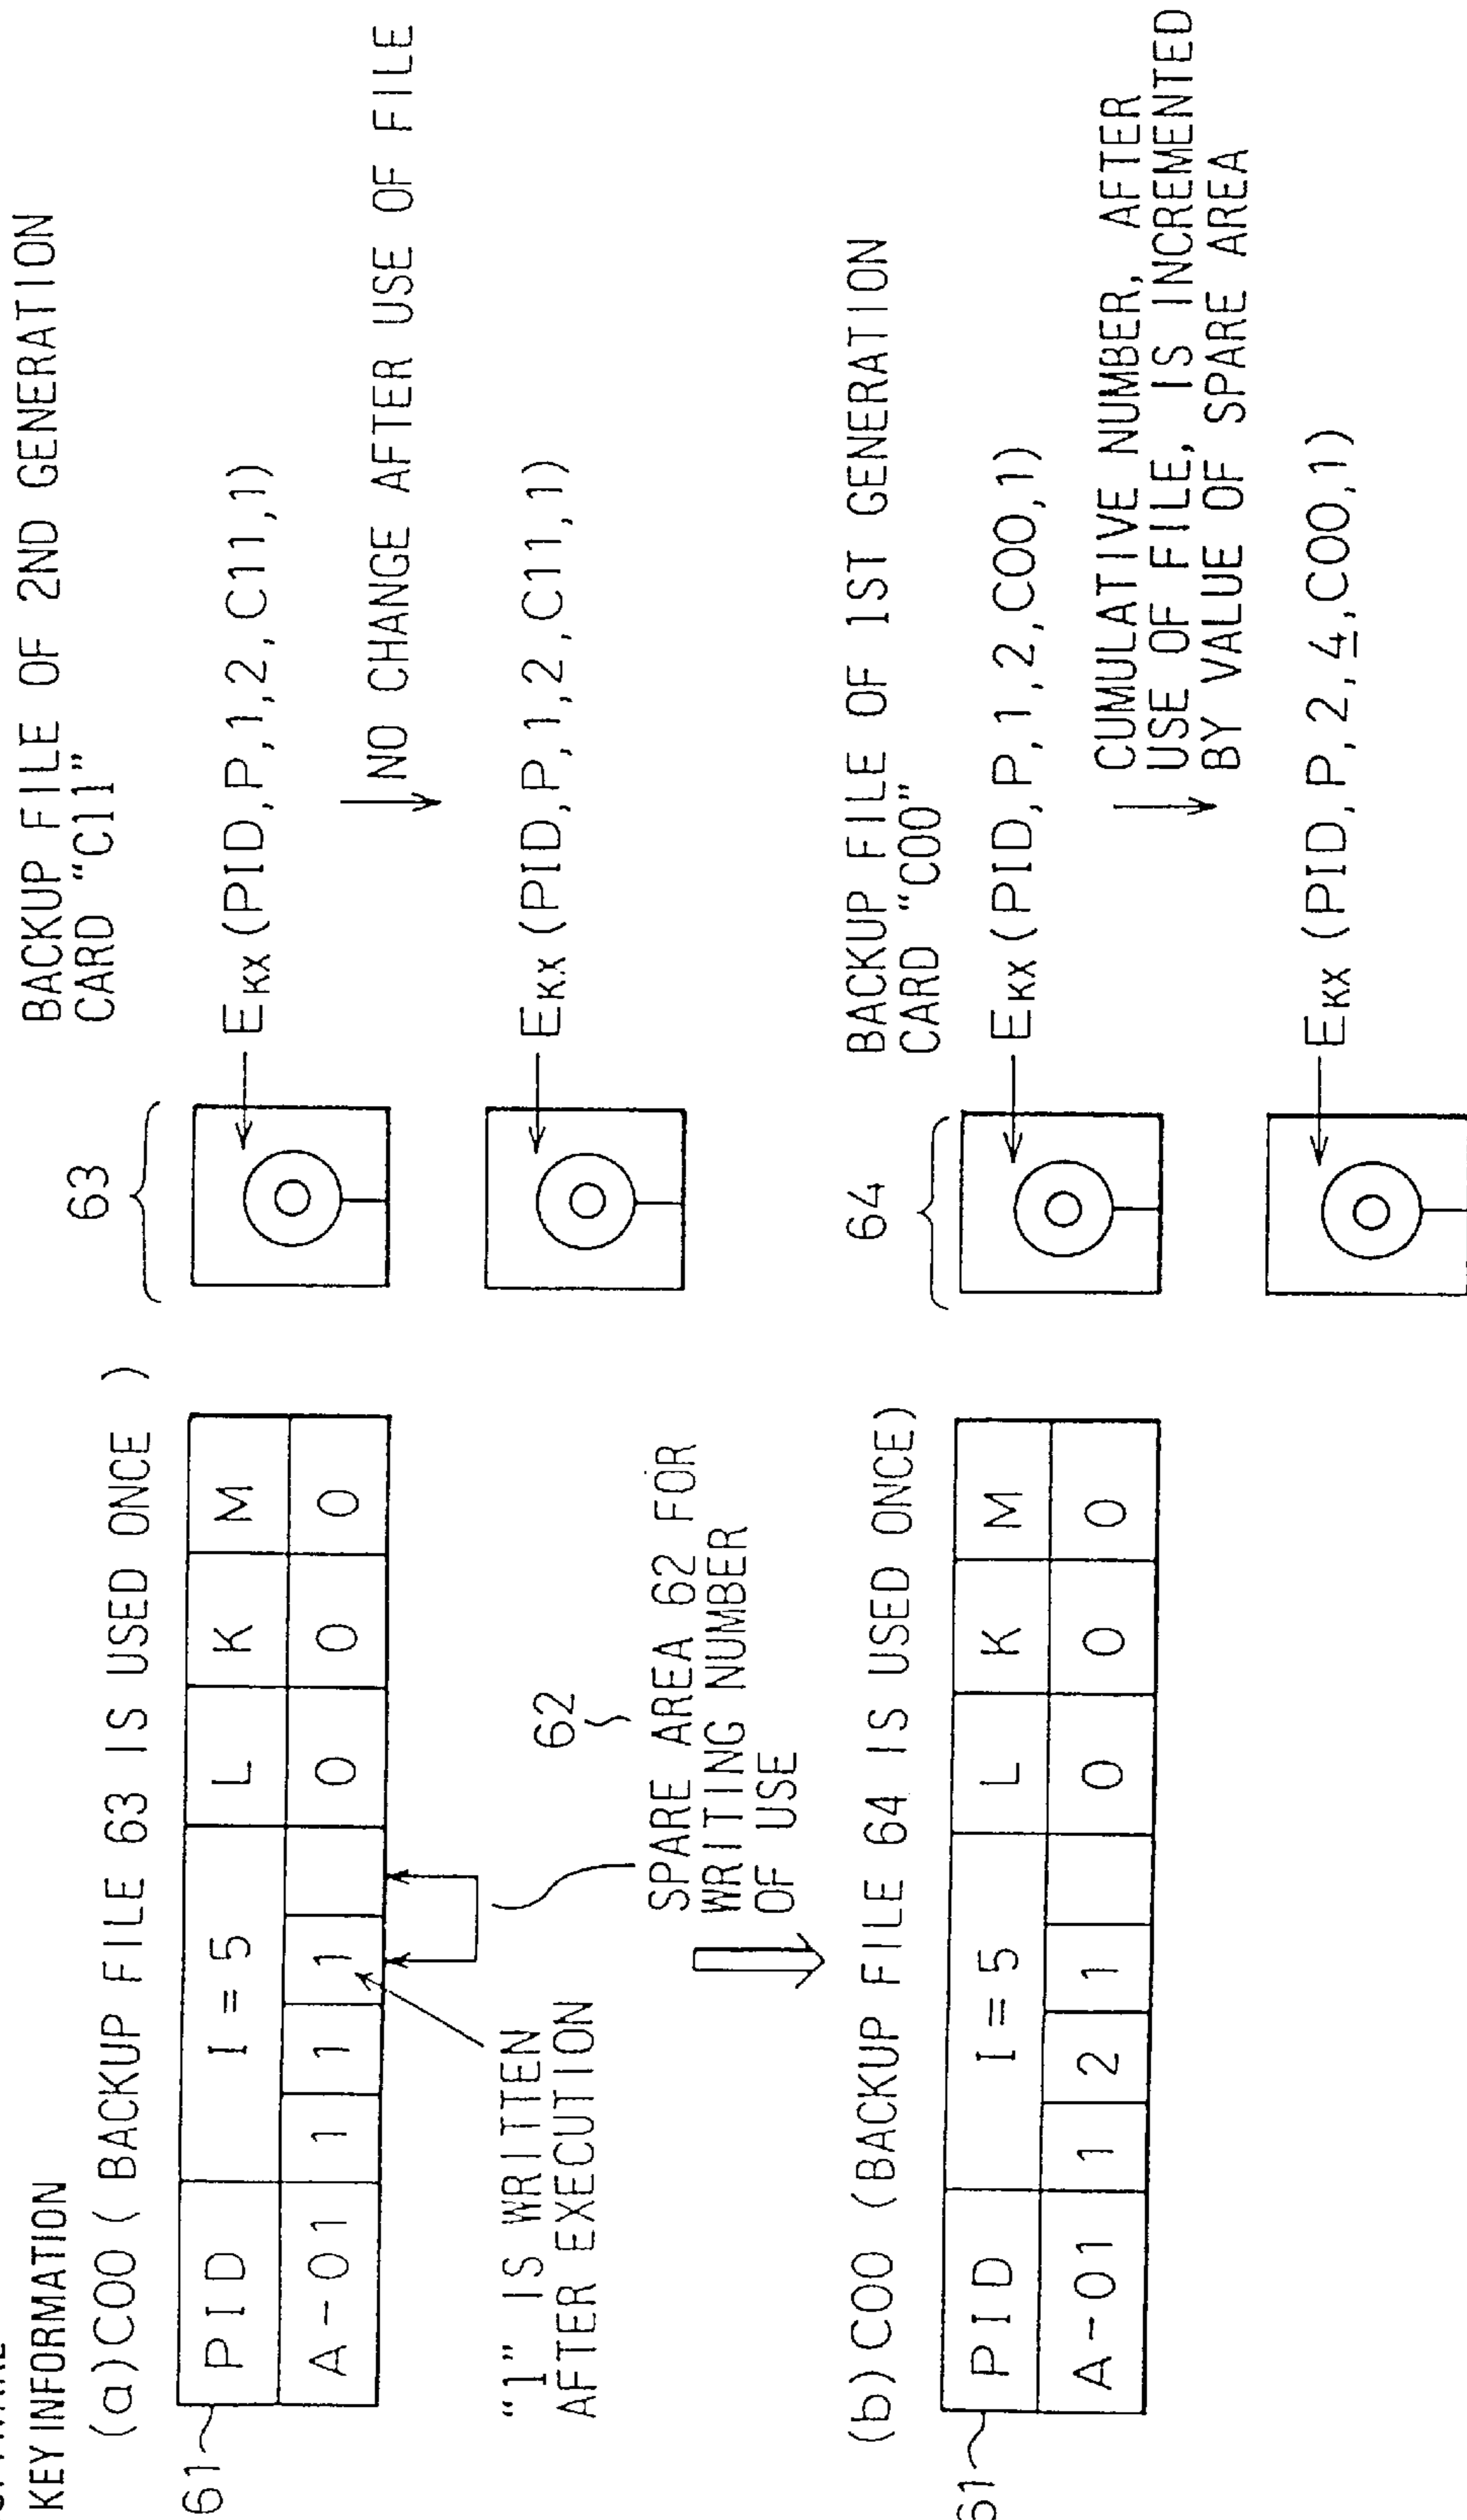 KEY INFORMATION
(a) C00 ( BACKUP FILE 63 IS USED ONCE )
61
PID I = 5 L K M
A-01 1 1 1 0 0 0
"1" IS WRITTEN
AFTER EXECUTION
62
SPARE AREA 62 FOR
WRITING NUMBER
OF USE
(b) C00 (BACKUP FILE 64 IS USED ONCE)
61
PID I = 5 L K M
A-01 1 2 1 0 0 0
63
BACKUP FILE OF 2ND GENERATION
CARD "C11"
EKX (PID,P,1,2,C11,1)
NO CHANGE AFTER USE OF FILE
EKX (PID,P,1,2,C11,1)
64
BACKUP FILE OF 1ST GENERATION
CARD "C00"
EKX (PID,P,1,2,C00,1)
CUMULATIVE NUMBER, AFTER
USE OF FILE, IS INCREMENTED
BY VALUE OF SPARE AREA
EKX (PID,P,2,4,C00,1)